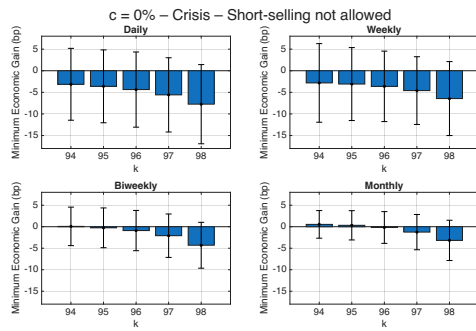 c = 0% – Crisis – Short-selling not allowed
Daily
Minimum Economic Gain (bp)
5
0
-5
-10
-15
94 95 96 97 98
k
Weekly
Minimum Economic Gain (bp)
5
0
-5
-10
-15
94 95 96 97 98
k
Biweekly
Minimum Economic Gain (bp)
5
0
-5
-10
-15
94 95 96 97 98
k
Monthly
Minimum Economic Gain (bp)
5
0
-5
-10
-15
94 95 96 97 98
k